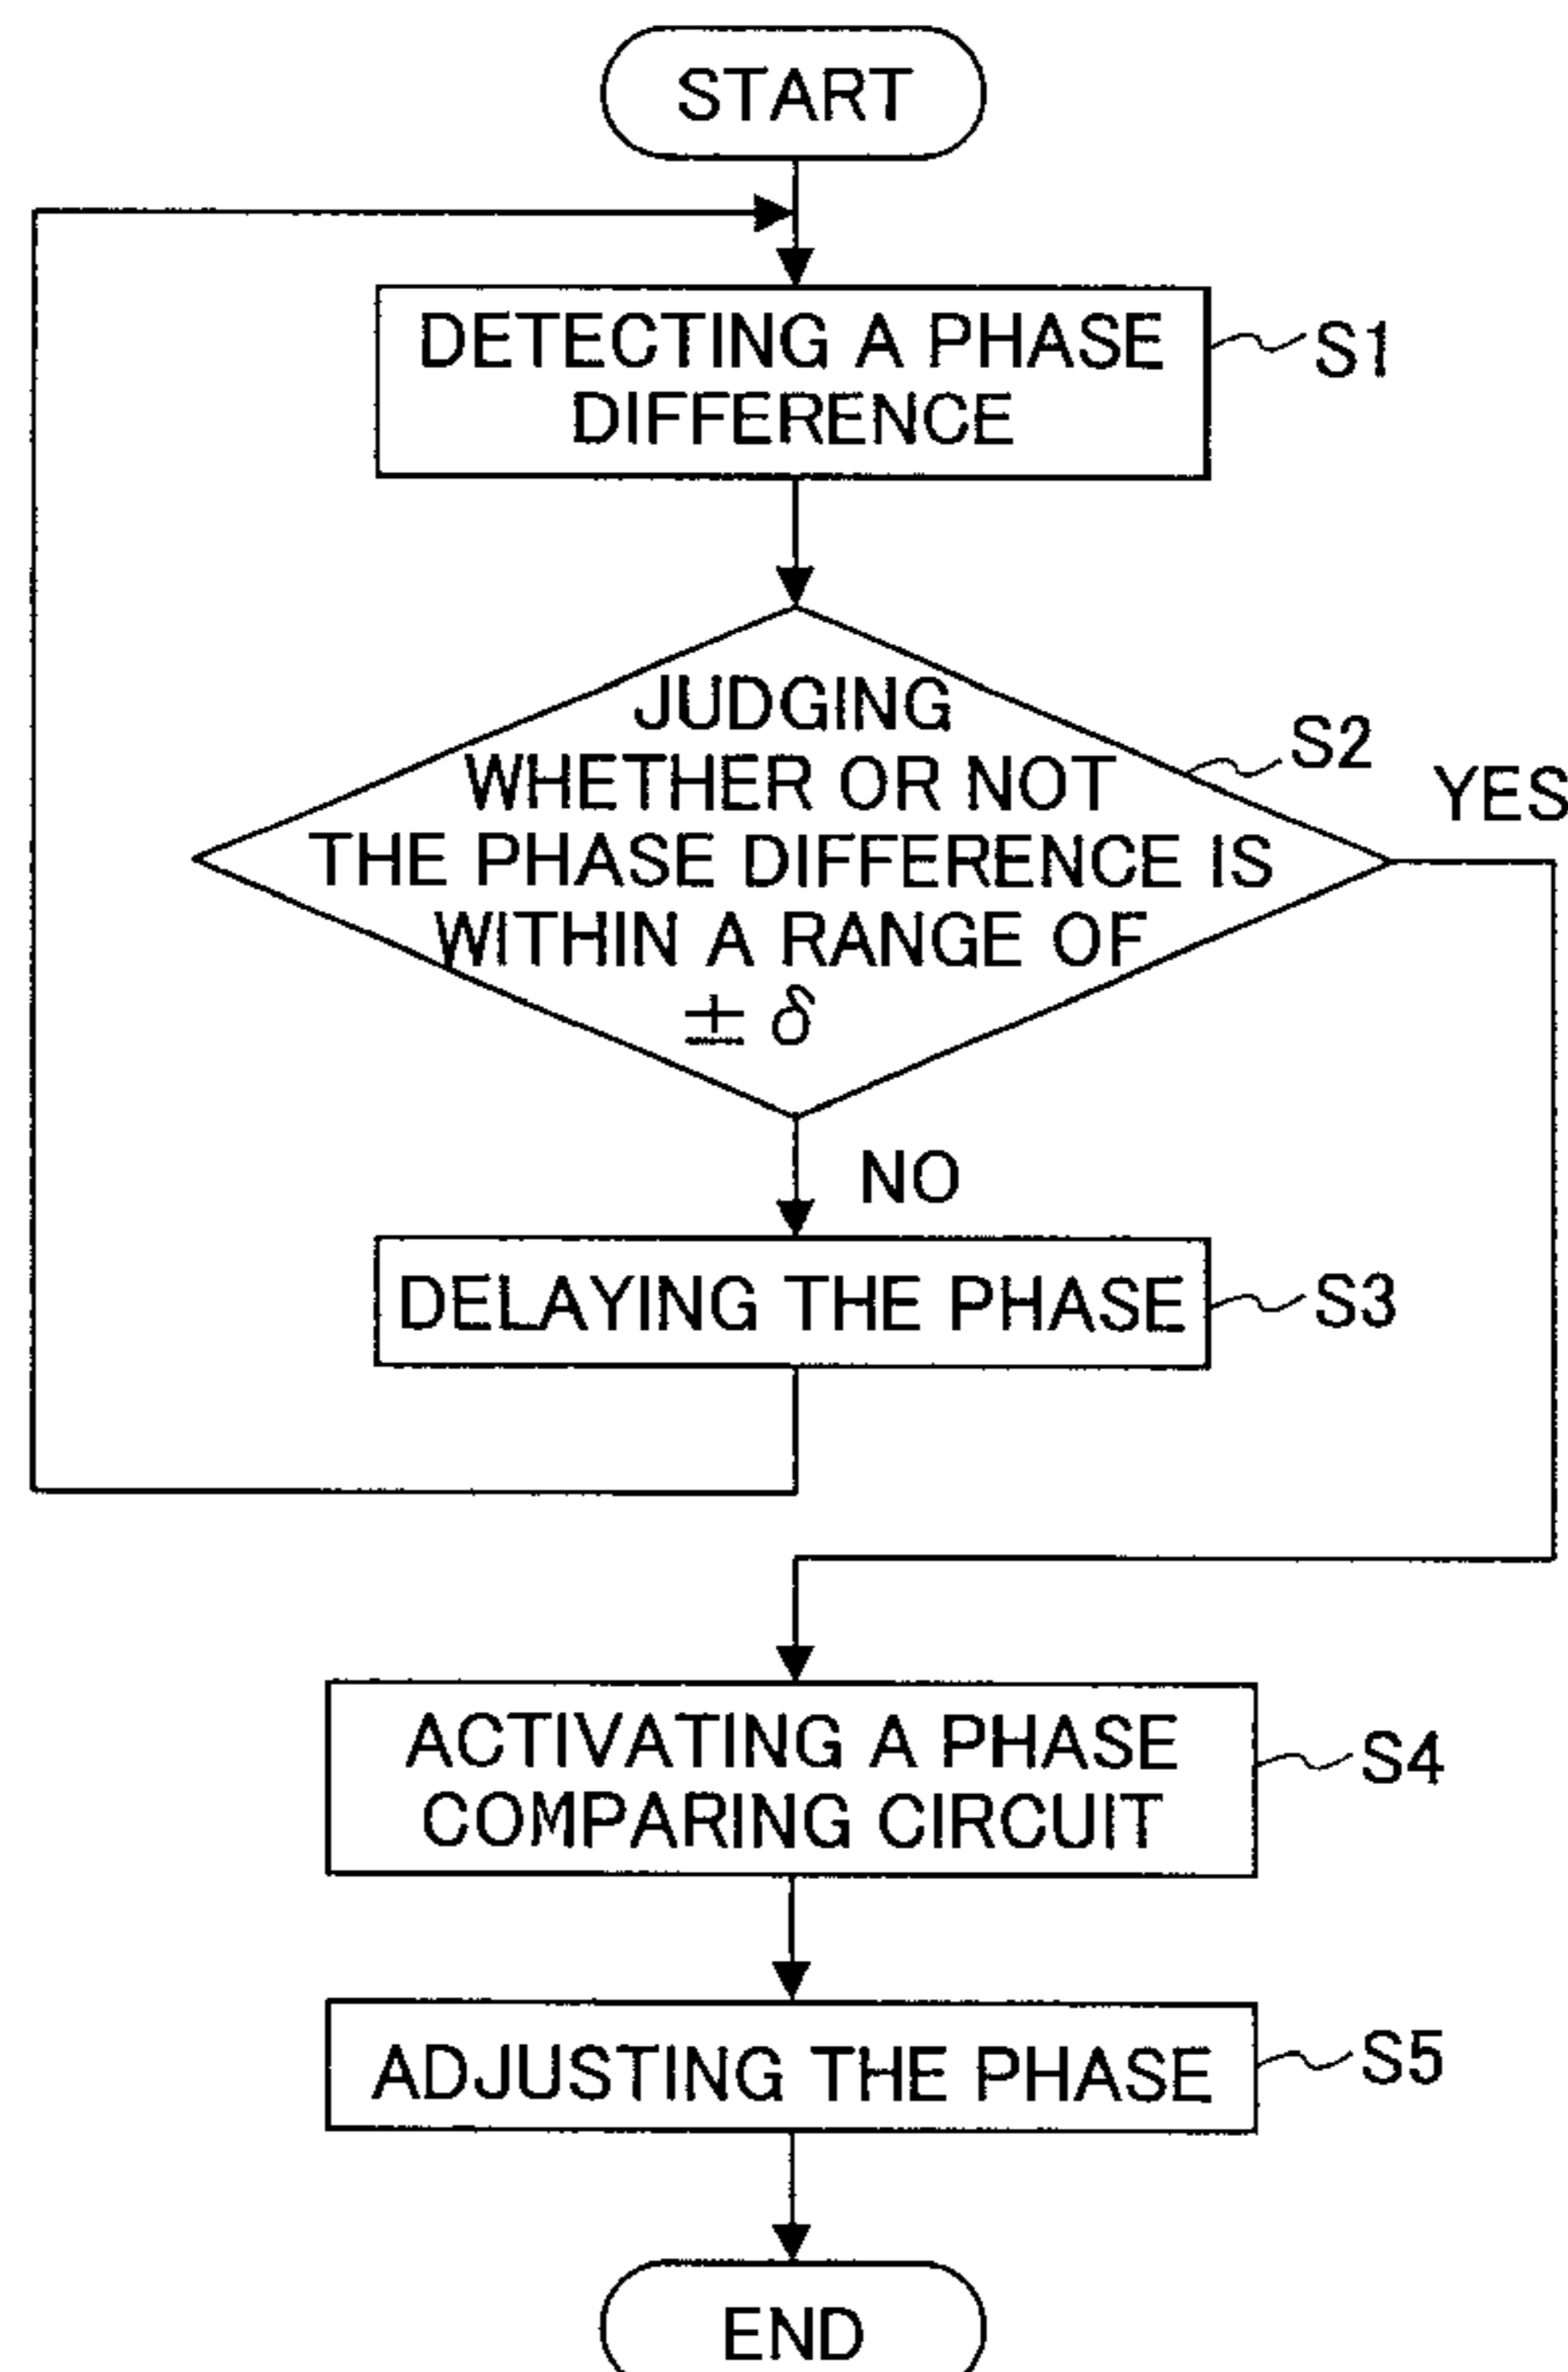 START
DETECTING A PHASE
DIFFERENCE
S1
JUDGING
WHETHER OR NOT
THE PHASE DIFFERENCE IS
WITHIN A RANGE OF
± δ
S2
YES
NO
DELAYING THE PHASE
S3
ACTIVATING A PHASE
COMPARING CIRCUIT
S4
ADJUSTING THE PHASE
S5
END